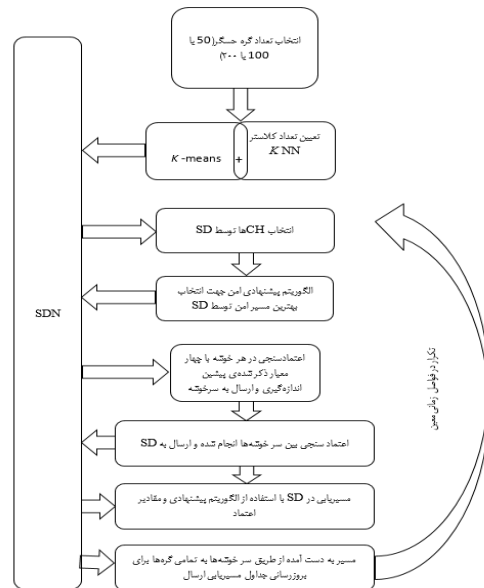 انتخاب تعداد گره حسگر(50 یا
100 یا ۲۰۰)
تعیین تعداد کلاستر
K NN
+
K -means
انتخاب CHها توسط SD
الگوریتم پیشنهادی امن جهت انتخاب
بهترین مسیر امن توسط SD
SDN
اعتمادسنجی در هر خوشه با چهار
معیار ذکر شده‌ی پیشین
اندازه‌گیری و ارسال به سرخوشه
تکرار در فواصل زمانی معین
اعتماد سنجی بین سر خوشه‌ها انجام شده و ارسال به SD
مسیریابی در SD با استفاده از الگوریتم پیشنهادی و مقادیر
اعتماد
مسیر به دست آمده از طریق سر خوشه‌ها به تمامی گره‌ها برای
بروزرسانی جداول مسیریابی ارسال